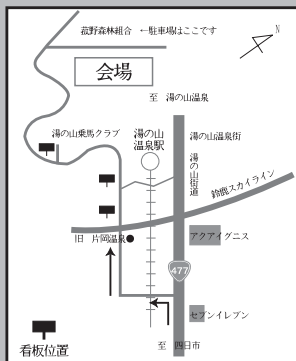 菰野森林組合 ←駐車場はここです
N
会場
至 湯の山温泉
湯の山乗馬クラブ
湯の山
温泉駅
湯の山温泉街
湯の山街道
鈴鹿スカイライン
旧 片岡温泉
アクアイグニス
477
セブンイレブン
看板位置
至 四日市